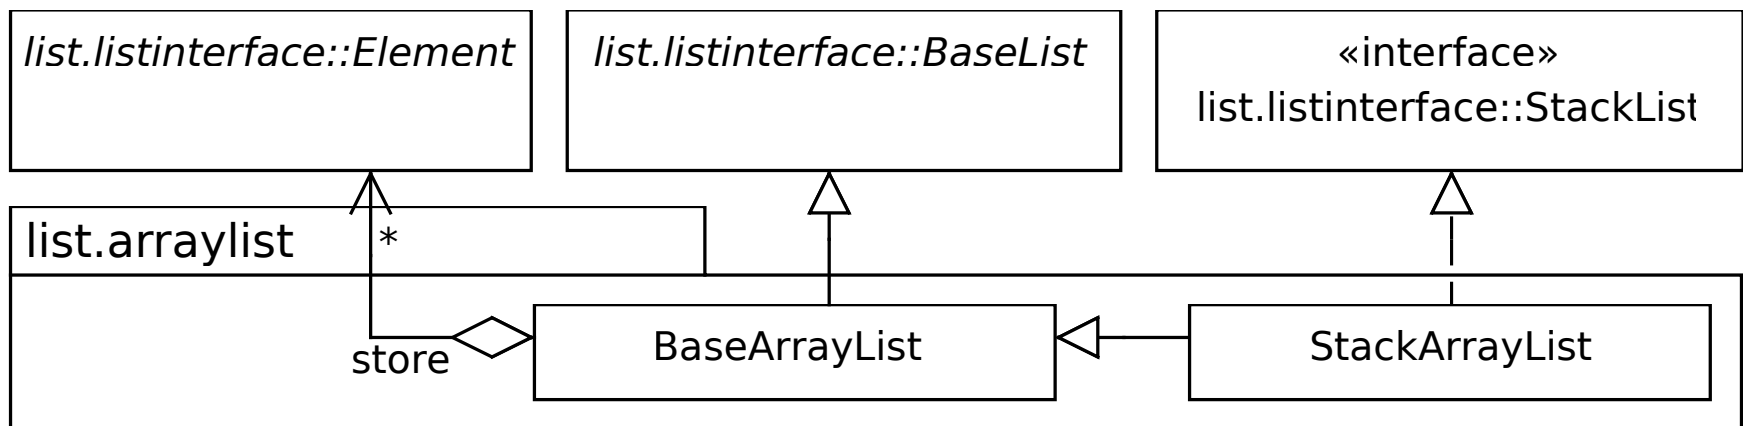 list.listinterface::Element
list.listinterface::BaseList
«interface»
list.listinterface::StackList
list.arraylist
*
store
BaseArrayList
StackArrayList